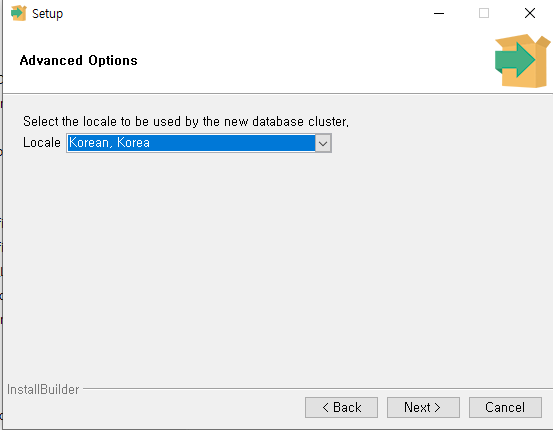 Setup
Advanced Options
Select the locale to be used by the new database cluster.
Locale Korean, Korea
InstallBuilder
< Back Next > Cancel